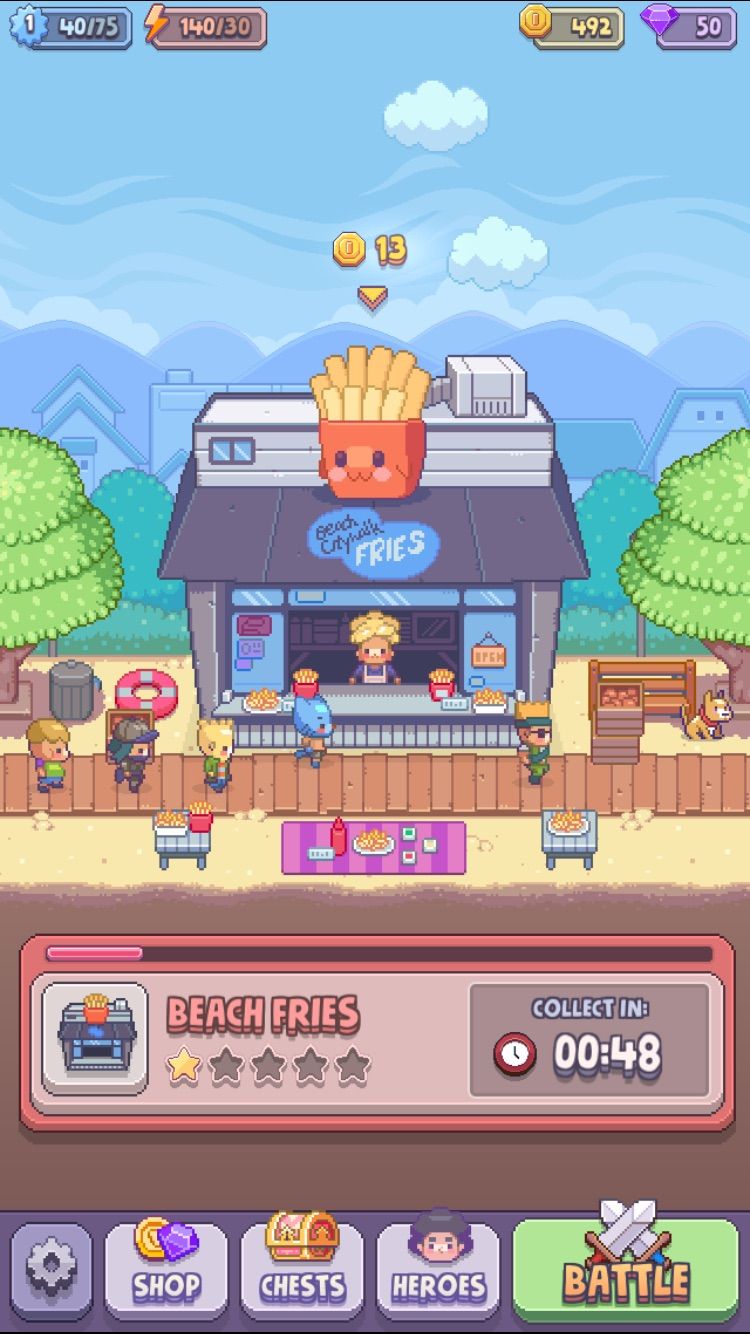 1 40/75 140/30 492 50
13
Beach
Citywalk
FRIES
OPEN
BEACH FRIES
COLLECT IN:
00:48
SHOP
CHESTS
HEROES
BATTLE